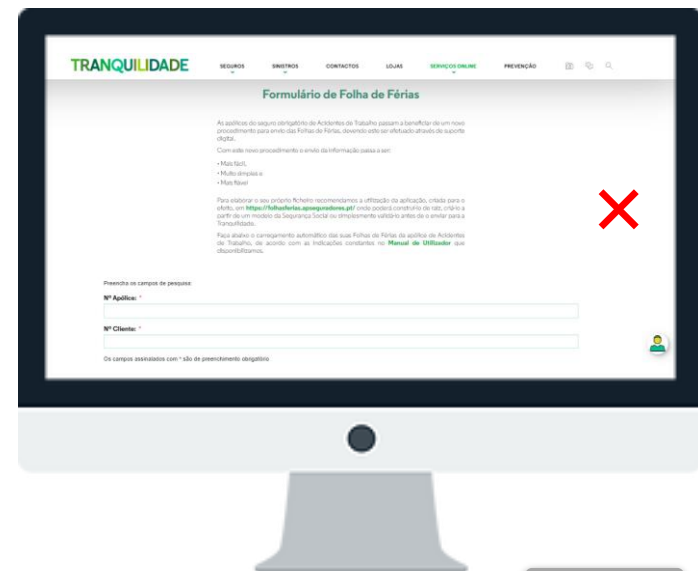 TRANQUILIDADE
SEGUROS SINISTROS CONTACTOS LOJAS SERVIÇOS ONLINE PREVENÇÃO
Formulário de Folha de Férias
As apólices do seguro obrigatório de Acidentes de Trabalho passam a beneficiar de um novo
procedimento para envio das Folhas de Férias, devendo este ser efetuado através de suporte
digital.
Com este novo procedimento o envio da informação passa a ser:
• Mais fácil,
• Muito simples e
• Mais fiável
Para elaborar o seu próprio ficheiro recomendamos a utilização da aplicação, criada para o
efeito, em https://folhasferias.apseguradores.pt/ onde poderá construí-lo de raiz, criá-lo a
partir de um modelo da Segurança Social ou simplesmente validá-lo antes de o enviar para a
Tranquilidade.
Faça abaixo o carregamento automático das suas Folhas de Férias da apólice de Acidentes
de Trabalho, de acordo com as indicações constantes no Manual de Utilizador que
disponibilizamos.
Preencha os campos de pesquisa:
Nº Apólice: *
Nº Cliente: *
Os campos assinalados com * são de preenchimento obrigatório